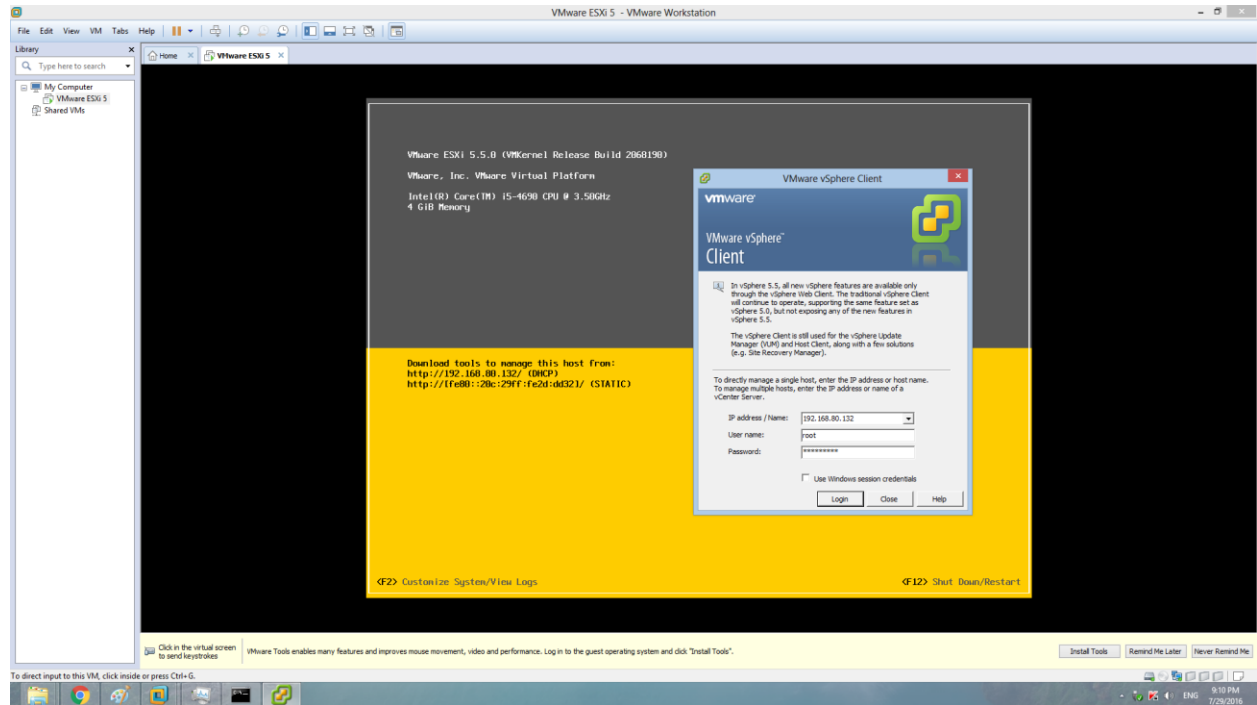 VMware ESXi 5 - VMware Workstation
File Edit View VM Tabs Help
Library
Type here to search
My Computer
VMware ESXi 5
Shared VMs
Home
VMware ESXi 5
VMware ESXi 5.5.0 (VMKernel Release Build 2068190)
VMware, Inc. VMware Virtual Platform
Intel(R) Core(TM) i5-4690 CPU @ 3.50GHz
4 GiB Memory
Download tools to manage this host from:
http://192.168.80.132/ (DHCP)
http://[fe80::20c:29ff:fe2d:dd32]/ (STATIC)
<F2> Customize System/View Logs
<F12> Shut Down/Restart
VMware vSphere Client
vmware
VMware vSphere™
Client
In vSphere 5.5, all new vSphere features are available only
through the vSphere Web Client. The traditional vSphere Client
will continue to operate, supporting the same feature set as
vSphere 5.0, but not exposing any of the new features in
vSphere 5.5.
The vSphere Client is still used for the vSphere Update
Manager (VUM) and Host Client, along with a few solutions
(e.g. Site Recovery Manager).
To directly manage a single host, enter the IP address or host name.
To manage multiple hosts, enter the IP address or name of a
vCenter Server.
IP address / Name: 192.168.80.132
User name: root
Password: *********
Use Windows session credentials
Login Close Help
Click in the virtual screen
to send keystrokes
VMware Tools enables many features and improves mouse movement, video and performance. Log in to the guest operating system and click "Install Tools".
Install Tools Remind Me Later Never Remind Me
To direct input to this VM, click inside or press Ctrl+G.
ENG
9:10 PM
7/29/2016